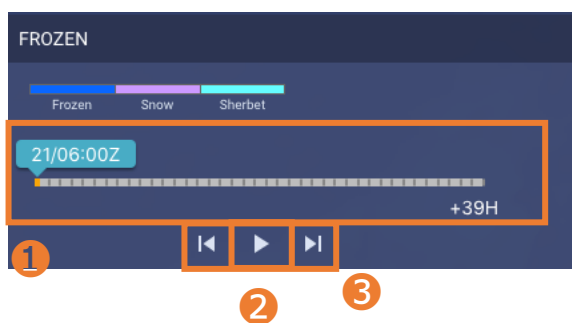 FROZEN
Frozen Snow Sherbet
21/06:00Z
+39H
1
2
3